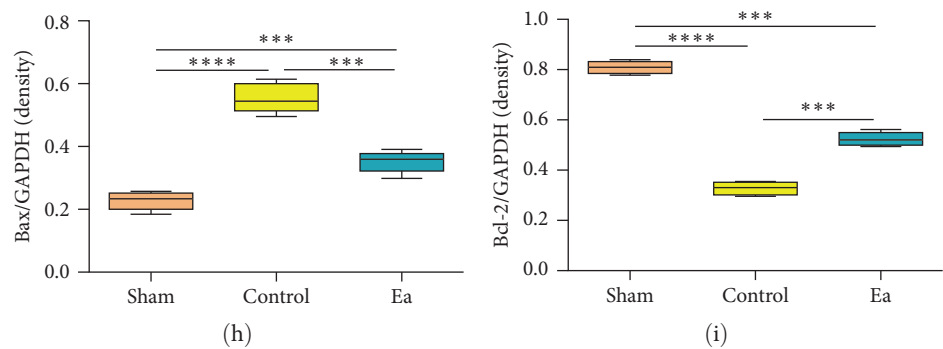 Bax/GAPDH (density)
0.8
0.6
0.4
0.2
0.0
***
****
***
Sham
Control
Ea
(h)
Bcl-2/GAPDH (density)
1.0
0.8
0.6
0.4
0.2
0.0
***
****
***
Sham
Control
Ea
(i)